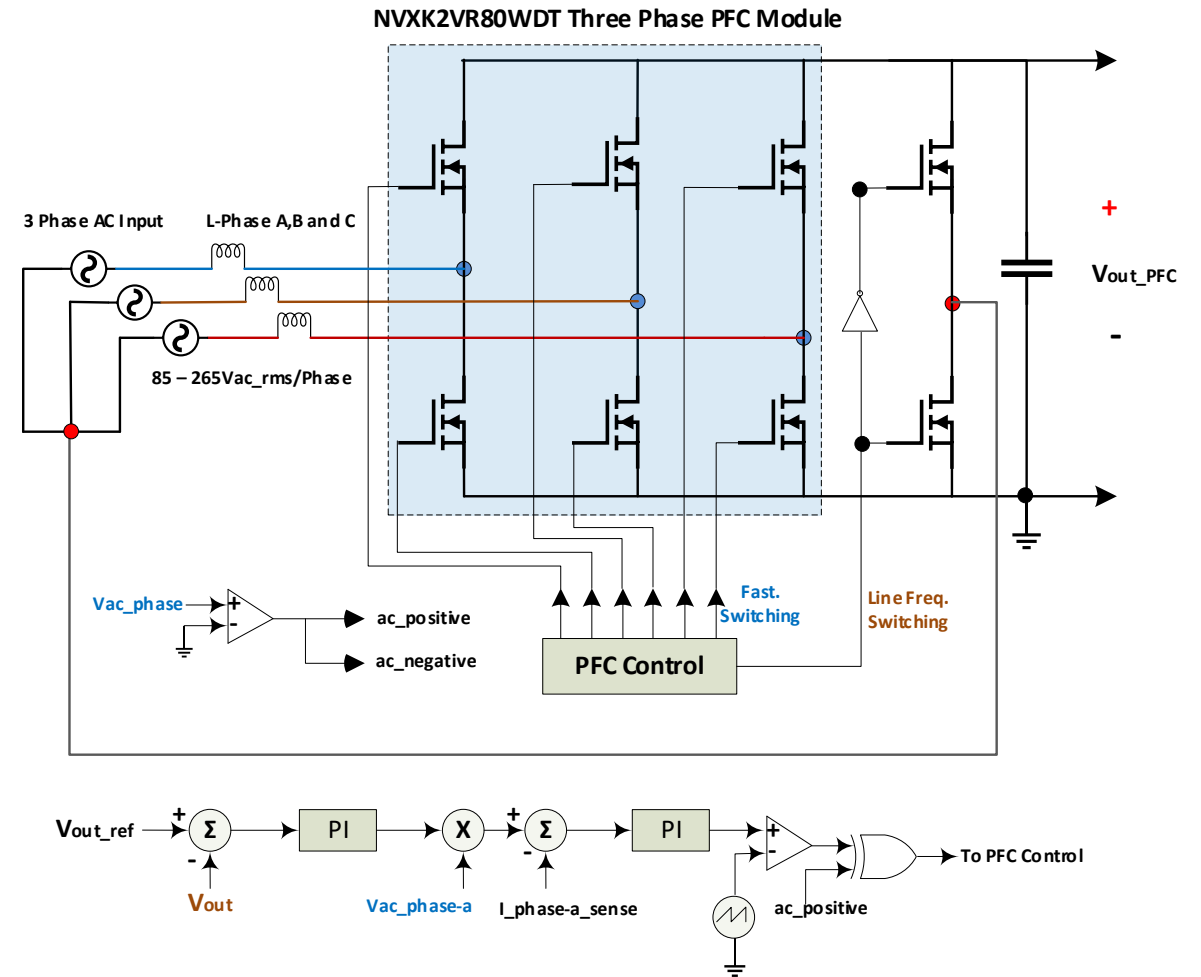 NVXK2VR80WDT Three Phase PFC Module
3 Phase AC Input
L-Phase A,B and C
85 – 265Vac_rms/Phase
+
Vout_PFC
-
Fast.
Switching
Line Freq.
Switching
Vac_phase
+
-
ac_positive
ac_negative
PFC Control
Vout_ref
+
Σ
-
Vout
PI
X
Vac_phase-a
+
Σ
-
I_phase-a_sense
PI
+
-
ac_positive
To PFC Control